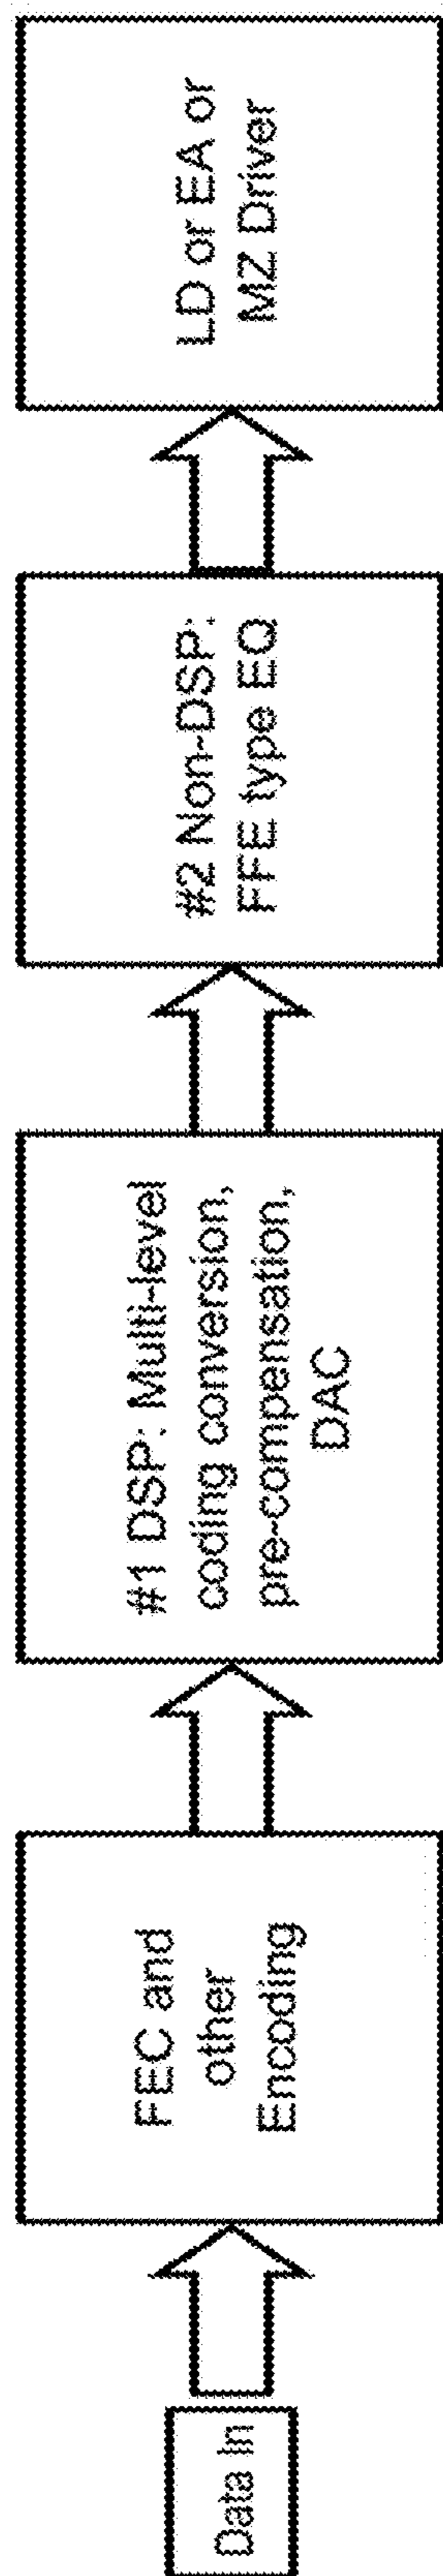 Data In
FEC and
other
Encoding
#1 DSP: Multi-level
coding conversion,
pre-compensation,
DAC
#2 Non-DSP:
FFE type EQ
LD or EA or
MZ Driver